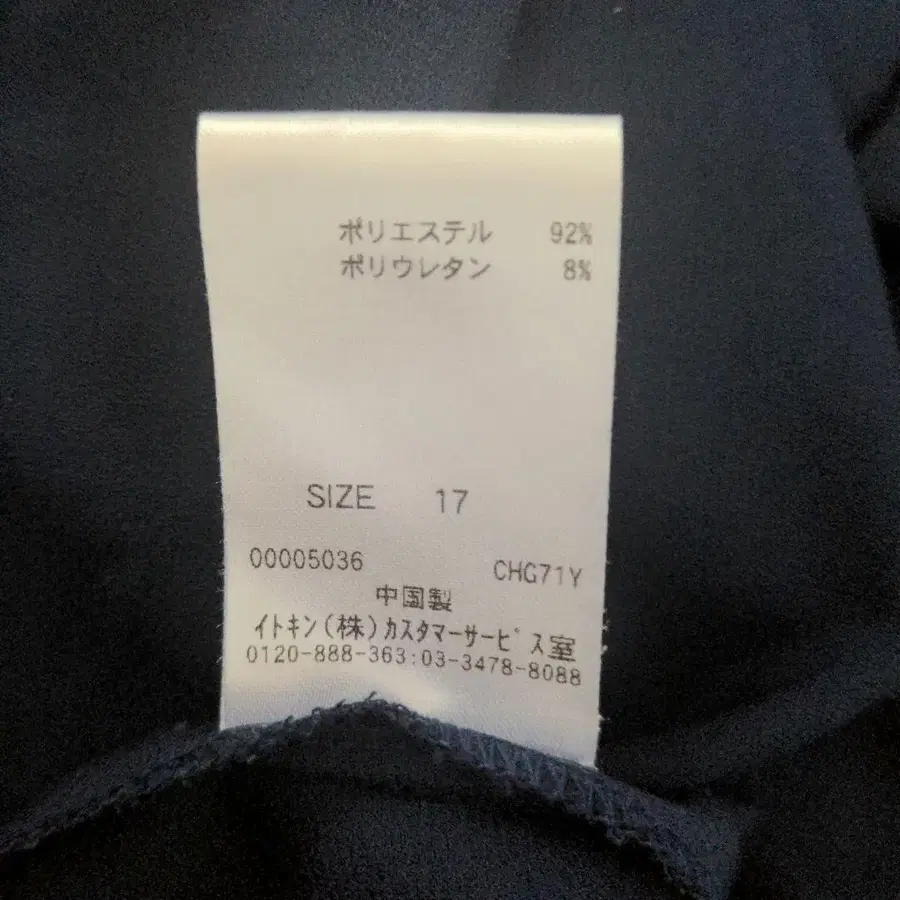 ポリエステル 92%
ポリウレタン 8%
SIZE 17
00005036 CHG71Y
中国製
イトキン(株)カスタマーサービス室
0120-888-363:03-3478-8088